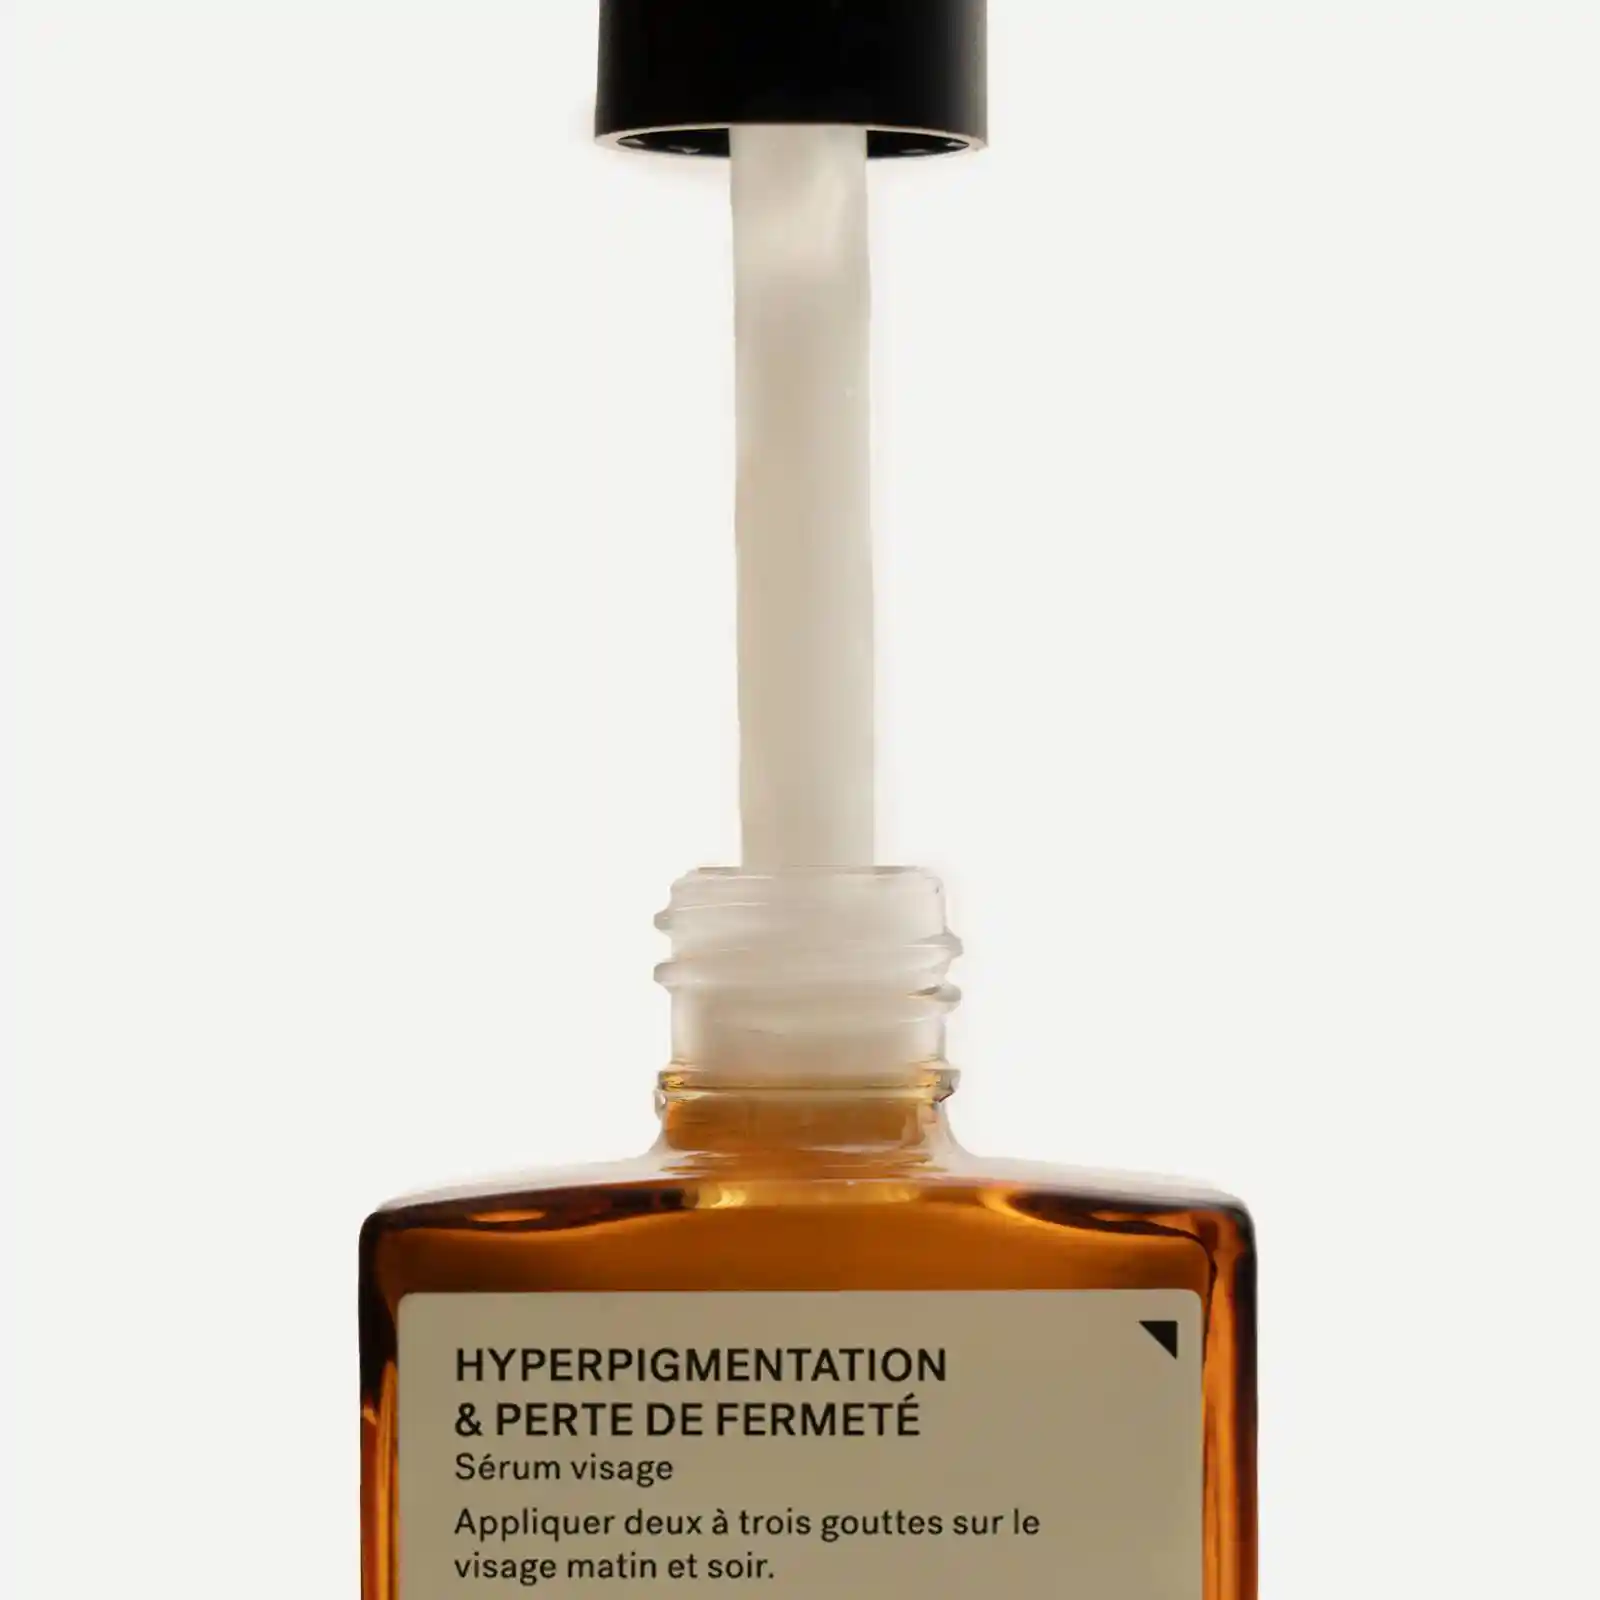 HYPERPIGMENTATION
& PERTE DE FERMETÉ
Sérum visage
Appliquer deux à trois gouttes sur le
visage matin et soir.